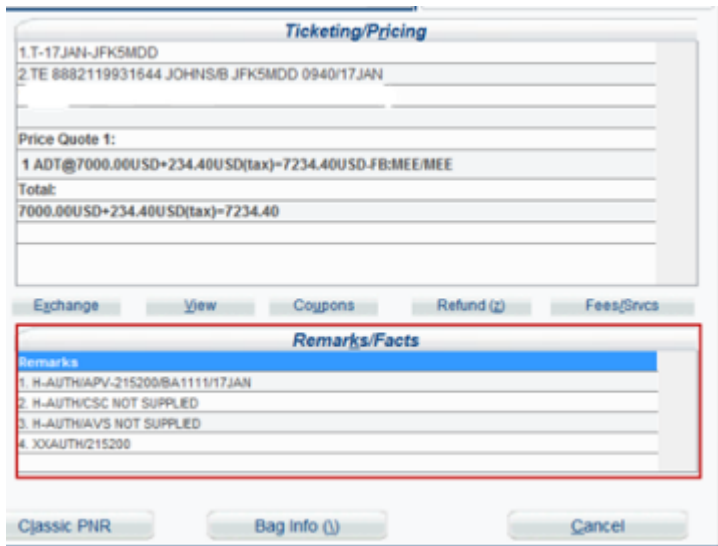 Ticketing/Pricing
1.T-17JAN-JFK5MDD
2.TE 8882119931644 JOHNS/B JFK5MDD 0940/17JAN
Price Quote 1:
1 ADT@7000.00USD+234.40USD(tax)=7234.40USD-FB:MEE/MEE
Total:
7000.00USD+234.40USD(tax)=7234.40
Exchange View Coupons Refund (z) Fees/Srvcs
Remarks/Facts
Remarks
1. H-AUTH/APV-215200/BA1111/17JAN
2. H-AUTH/CSC NOT SUPPLIED
3. H-AUTH/AVS NOT SUPPLIED
4. XXAUTH/215200
Classic PNR Bag Info (\) Cancel